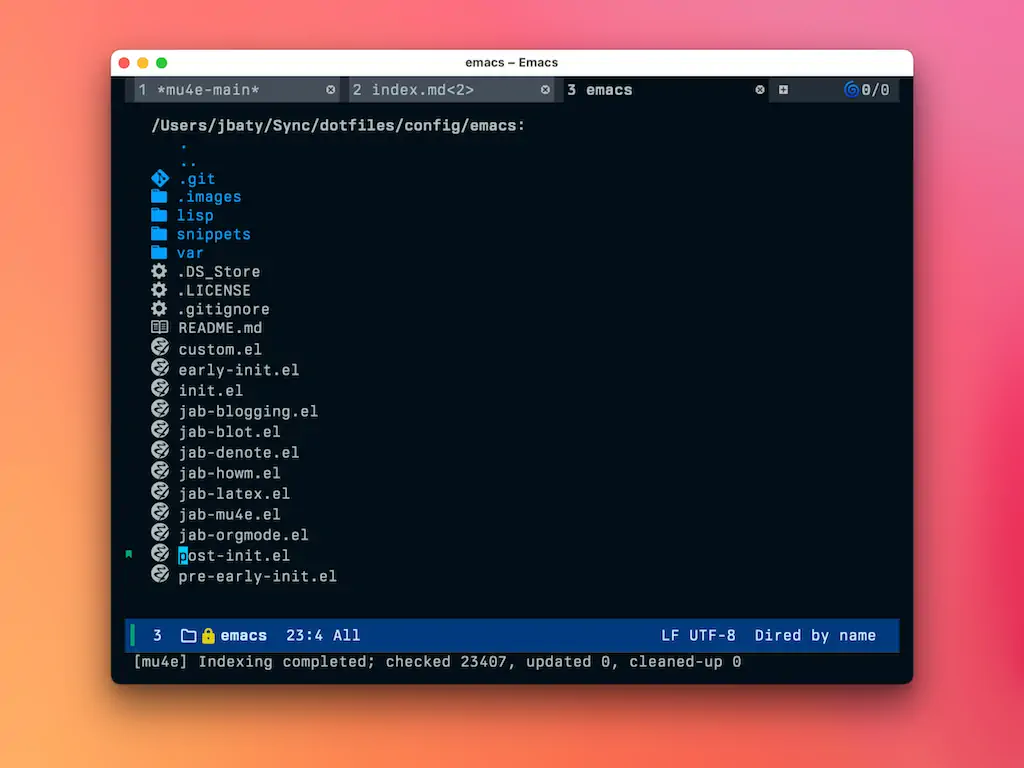 emacs – Emacs
1 *mu4e-main* 2 index.md<2> 3 emacs 0/0
/Users/jbaty/Sync/dotfiles/config/emacs:
.
..
.git
.images
lisp
snippets
var
.DS_Store
.LICENSE
.gitignore
README.md
custom.el
early-init.el
init.el
jab-blogging.el
jab-blot.el
jab-denote.el
jab-howm.el
jab-latex.el
jab-mu4e.el
jab-orgmode.el
post-init.el
pre-early-init.el
3 emacs 23:4 All LF UTF-8 Dired by name
[mu4e] Indexing completed; checked 23407, updated 0, cleaned-up 0